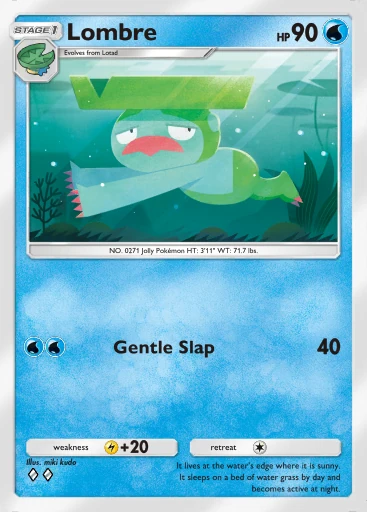 STAGE 1
Lombre
HP 90
Evolves from Lotad
NO. 0271 Jolly Pokémon HT: 3'11" WT: 71.7 lbs.
Gentle Slap 40
weakness +20 retreat
Illus. miki kudo
It lives at the water's edge where it is sunny.
It sleeps on a bed of water grass by day and
becomes active at night.